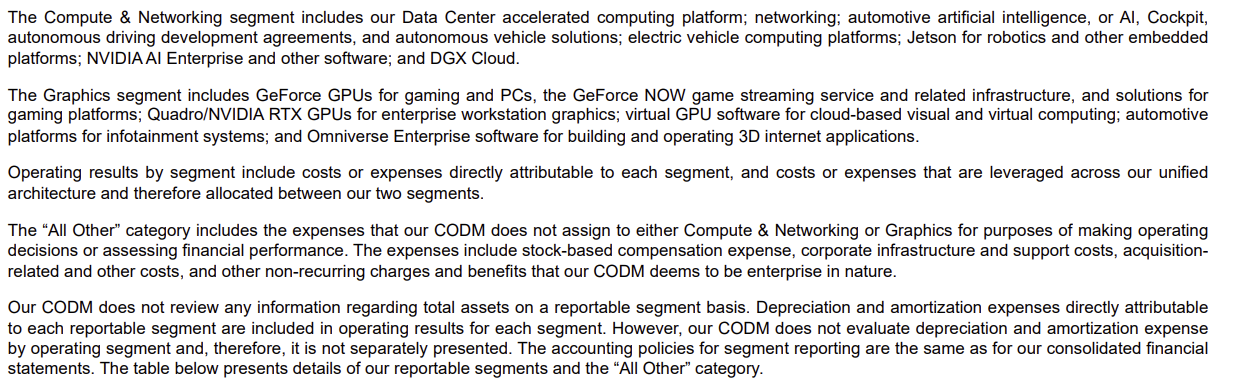 The Compute & Networking segment includes our Data Center accelerated computing platform; networking; automotive artificial intelligence, or AI, Cockpit,
autonomous driving development agreements, and autonomous vehicle solutions; electric vehicle computing platforms; Jetson for robotics and other embedded
platforms; NVIDIA AI Enterprise and other software; and DGX Cloud.
The Graphics segment includes GeForce GPUs for gaming and PCs, the GeForce NOW game streaming service and related infrastructure, and solutions for
gaming platforms; Quadro/NVIDIA RTX GPUs for enterprise workstation graphics; virtual GPU software for cloud-based visual and virtual computing; automotive
platforms for infotainment systems; and Omniverse Enterprise software for building and operating 3D internet applications.
Operating results by segment include costs or expenses directly attributable to each segment, and costs or expenses that are leveraged across our unified
architecture and therefore allocated between our two segments.
The “All Other” category includes the expenses that our CODM does not assign to either Compute & Networking or Graphics for purposes of making operating
decisions or assessing financial performance. The expenses include stock-based compensation expense, corporate infrastructure and support costs, acquisition-
related and other costs, and other non-recurring charges and benefits that our CODM deems to be enterprise in nature.
Our CODM does not review any information regarding total assets on a reportable segment basis. Depreciation and amortization expenses directly attributable
to each reportable segment are included in operating results for each segment. However, our CODM does not evaluate depreciation and amortization expense
by operating segment and, therefore, it is not separately presented. The accounting policies for segment reporting are the same as for our consolidated financial
statements. The table below presents details of our reportable segments and the “All Other” category.